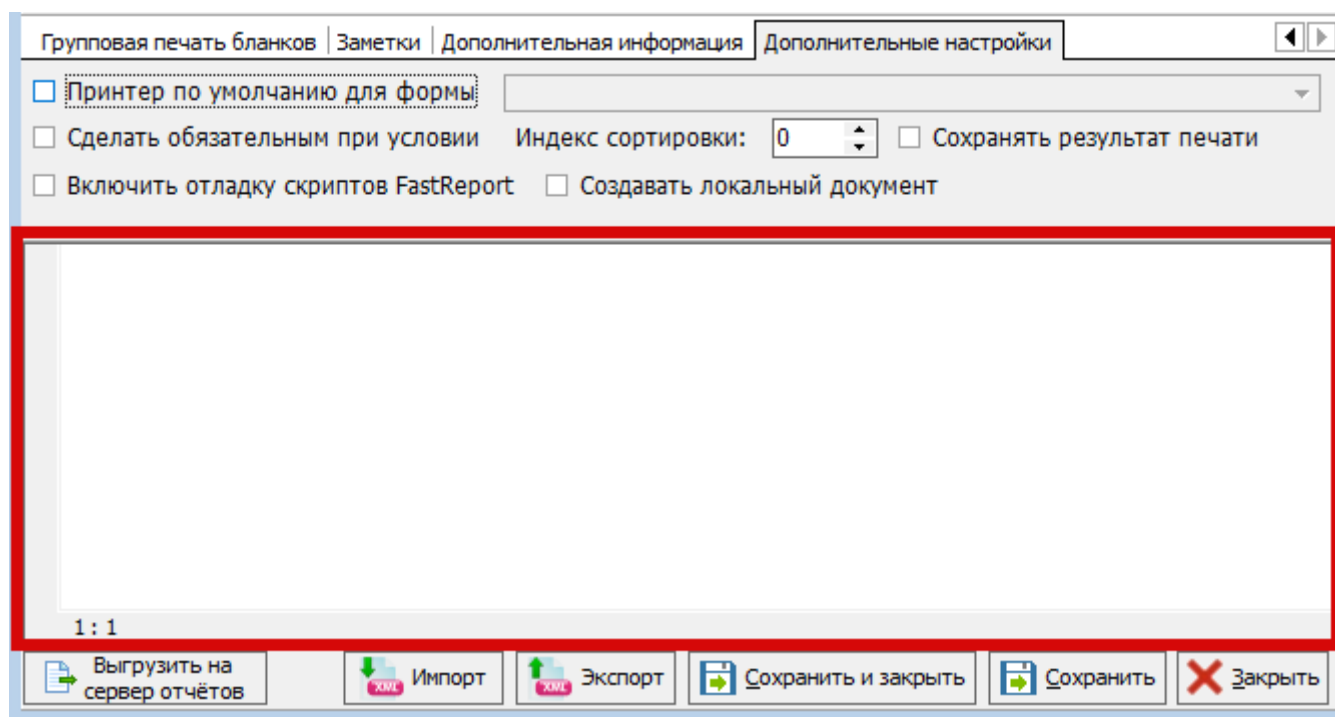 Групповая печать бланков Заметки Дополнительная информация Дополнительные настройки
Принтер по умолчанию для формы
Сделать обязательным при условии Индекс сортировки: 0 Сохранять результат печати
Включить отладку скриптов FastReport Создавать локальный документ
1: 1
Выгрузить на
сервер отчётов
XML Импорт XML Экспорт Сохранить и закрыть Сохранить Закрыть